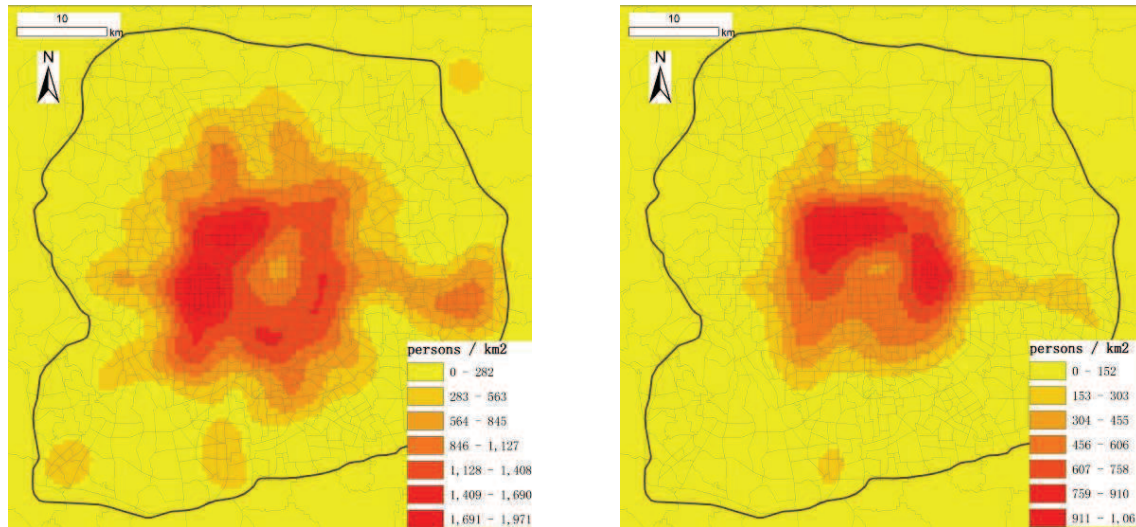 10
km
N
persons / km2
0 - 282
283 - 563
564 - 845
846 - 1,127
1,128 - 1,408
1,409 - 1,690
1,691 - 1,971
10
km
N
persons / km2
0 - 152
153 - 303
304 - 455
456 - 606
607 - 758
759 - 910
911 - 1,06